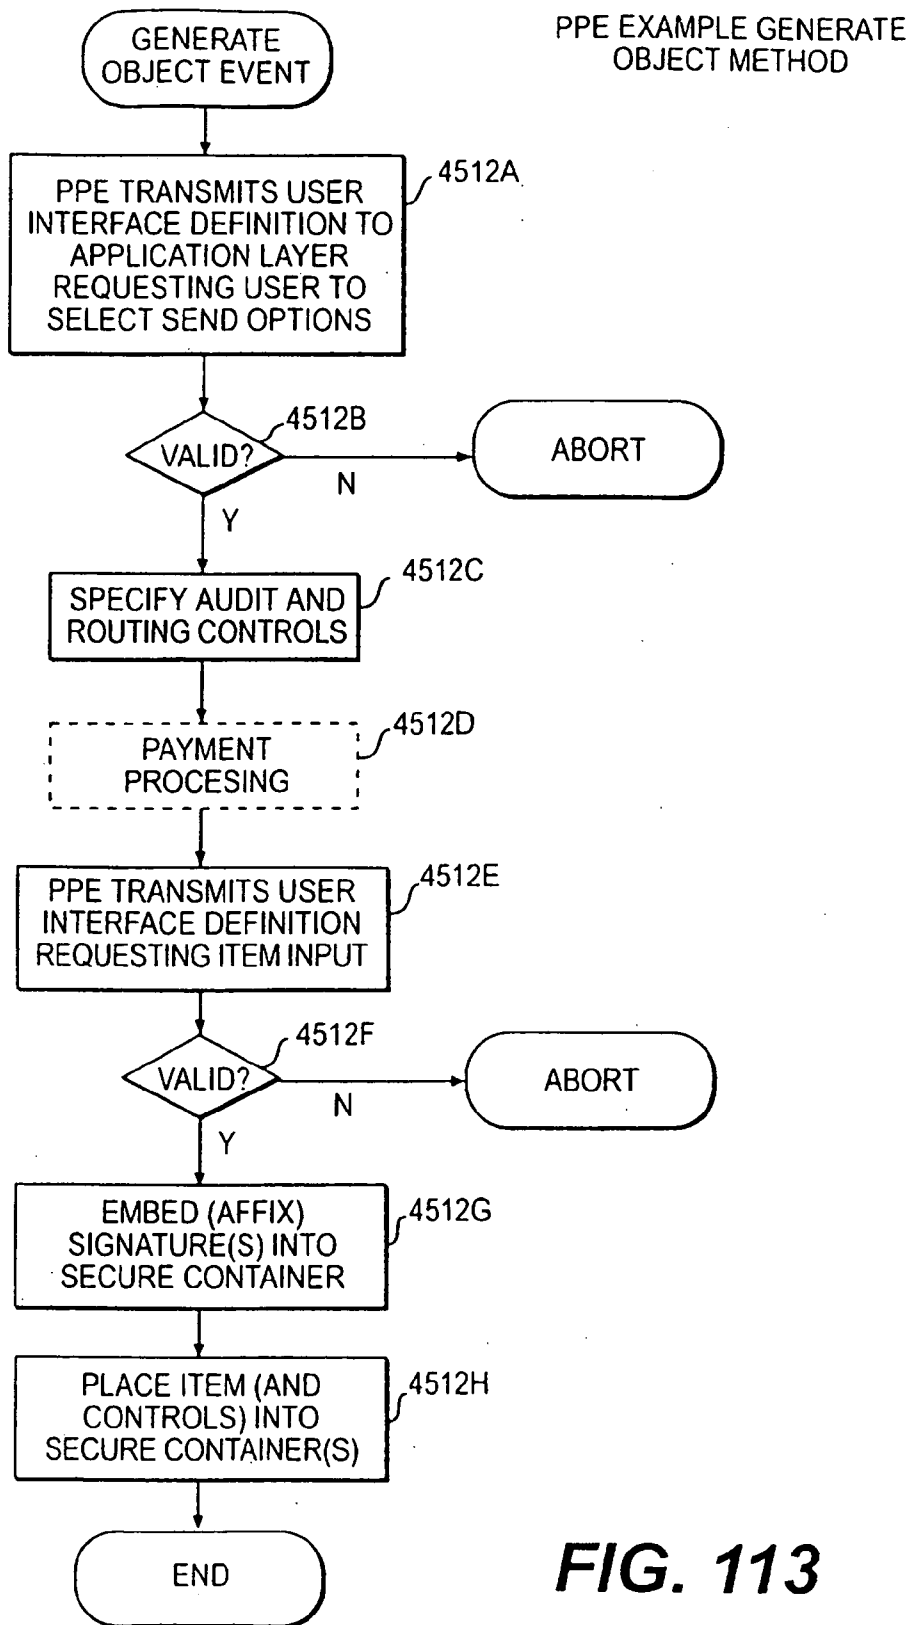 PPE EXAMPLE GENERATE
OBJECT METHOD
GENERATE
OBJECT EVENT
4512A
PPE TRANSMITS USER
INTERFACE DEFINITION TO
APPLICATION LAYER
REQUESTING USER TO
SELECT SEND OPTIONS
4512B
VALID?
N
ABORT
Y
4512C
SPECIFY AUDIT AND
ROUTING CONTROLS
4512D
PAYMENT
PROCESING
4512E
PPE TRANSMITS USER
INTERFACE DEFINITION
REQUESTING ITEM INPUT
4512F
VALID?
N
ABORT
Y
4512G
EMBED (AFFIX)
SIGNATURE(S) INTO
SECURE CONTAINER
4512H
PLACE ITEM (AND
CONTROLS) INTO
SECURE CONTAINER(S)
END
FIG. 113